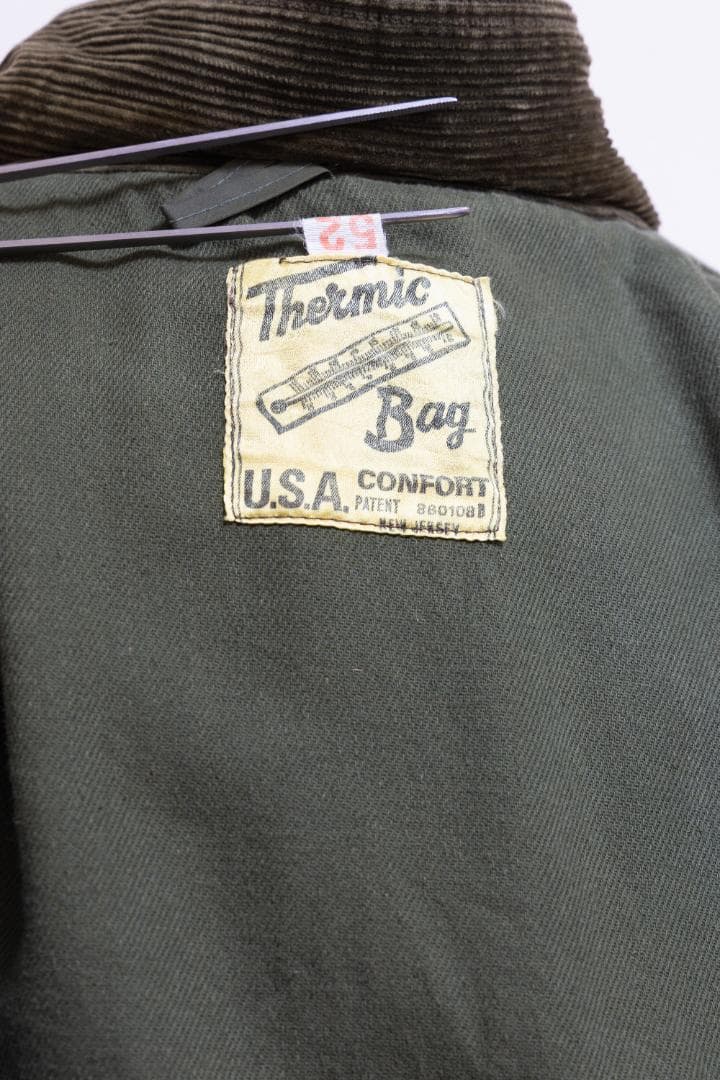 52
Thermic
Bag
U.S.A. CONFORT
PATENT 860108
NEW JERSEY